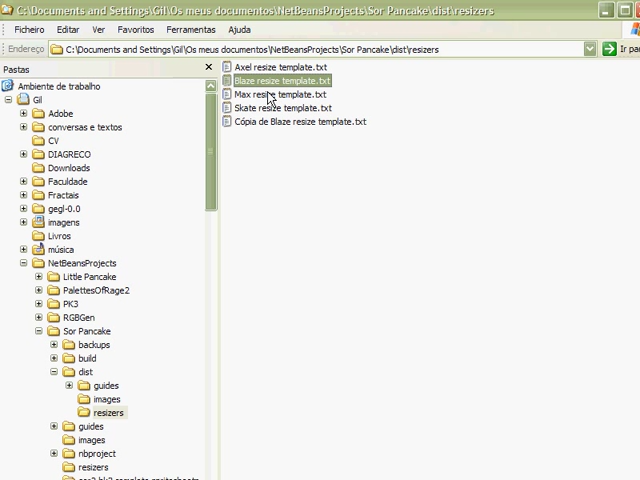 C:\Documents and Settings\Gil\Os meus documentos\NetBeansProjects\Sor Pancake\dist\resizers
Ficheiro Editar Ver Favoritos Ferramentas Ajuda
Endereço C:\Documents and Settings\Gil\Os meus documentos\NetBeansProjects\Sor Pancake\dist\resizers Ir pa
Pastas
Ambiente de trabalho
Gil
Adobe
conversas e textos
CV
DIAGRECO
Downloads
Faculdade
Fractais
gegl-0.0
imagens
Livros
música
NetBeansProjects
Little Pancake
PalettesOfRage2
PK3
RGBGen
Sor Pancake
backups
build
dist
guides
images
resizers
guides
images
nbproject
resizers
Axel resize template.txt
Blaze resize template.txt
Max resize template.txt
Skate resize template.txt
Cópia de Blaze resize template.txt